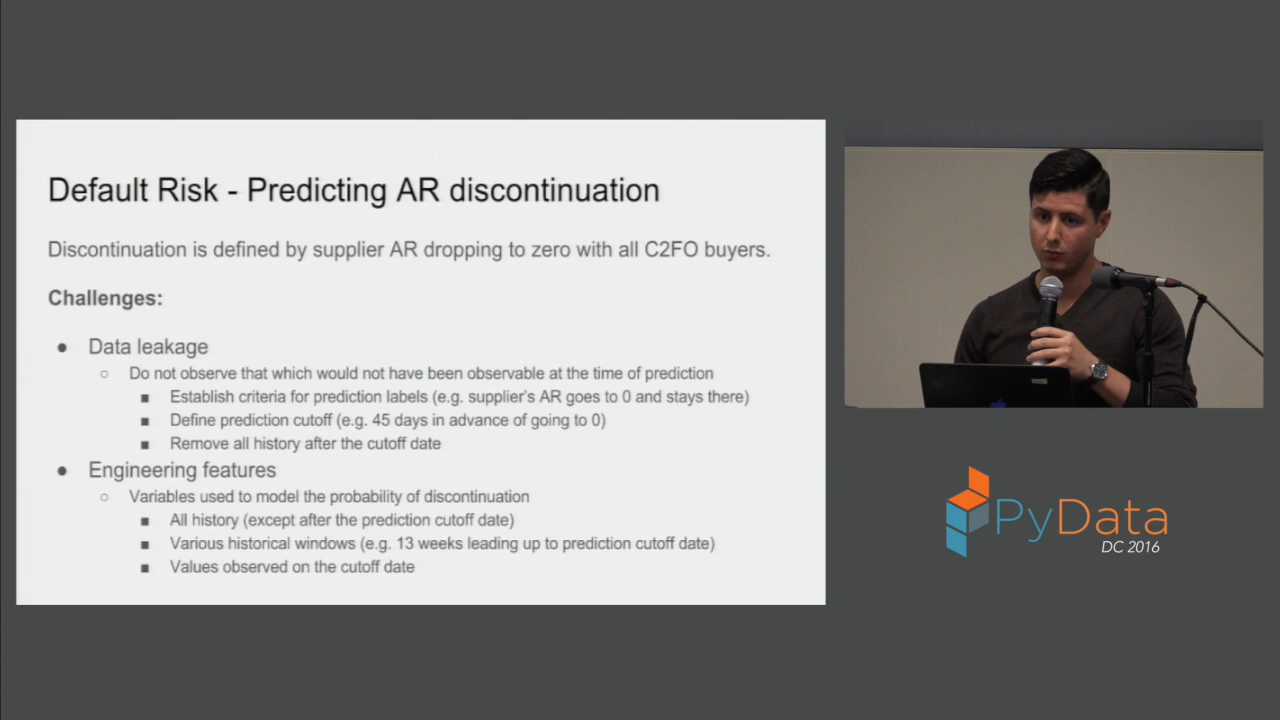 Default Risk - Predicting AR discontinuation
Discontinuation is defined by supplier AR dropping to zero with all C2FO buyers.
Challenges:
● Data leakage
○ Do not observe that which would not have been observable at the time of prediction
■ Establish criteria for prediction labels (e.g. supplier's AR goes to 0 and stays there)
■ Define prediction cutoff (e.g. 45 days in advance of going to 0)
■ Remove all history after the cutoff date
● Engineering features
○ Variables used to model the probability of discontinuation
■ All history (except after the prediction cutoff date)
■ Various historical windows (e.g. 13 weeks leading up to prediction cutoff date)
■ Values observed on the cutoff date
PyData
DC 2016